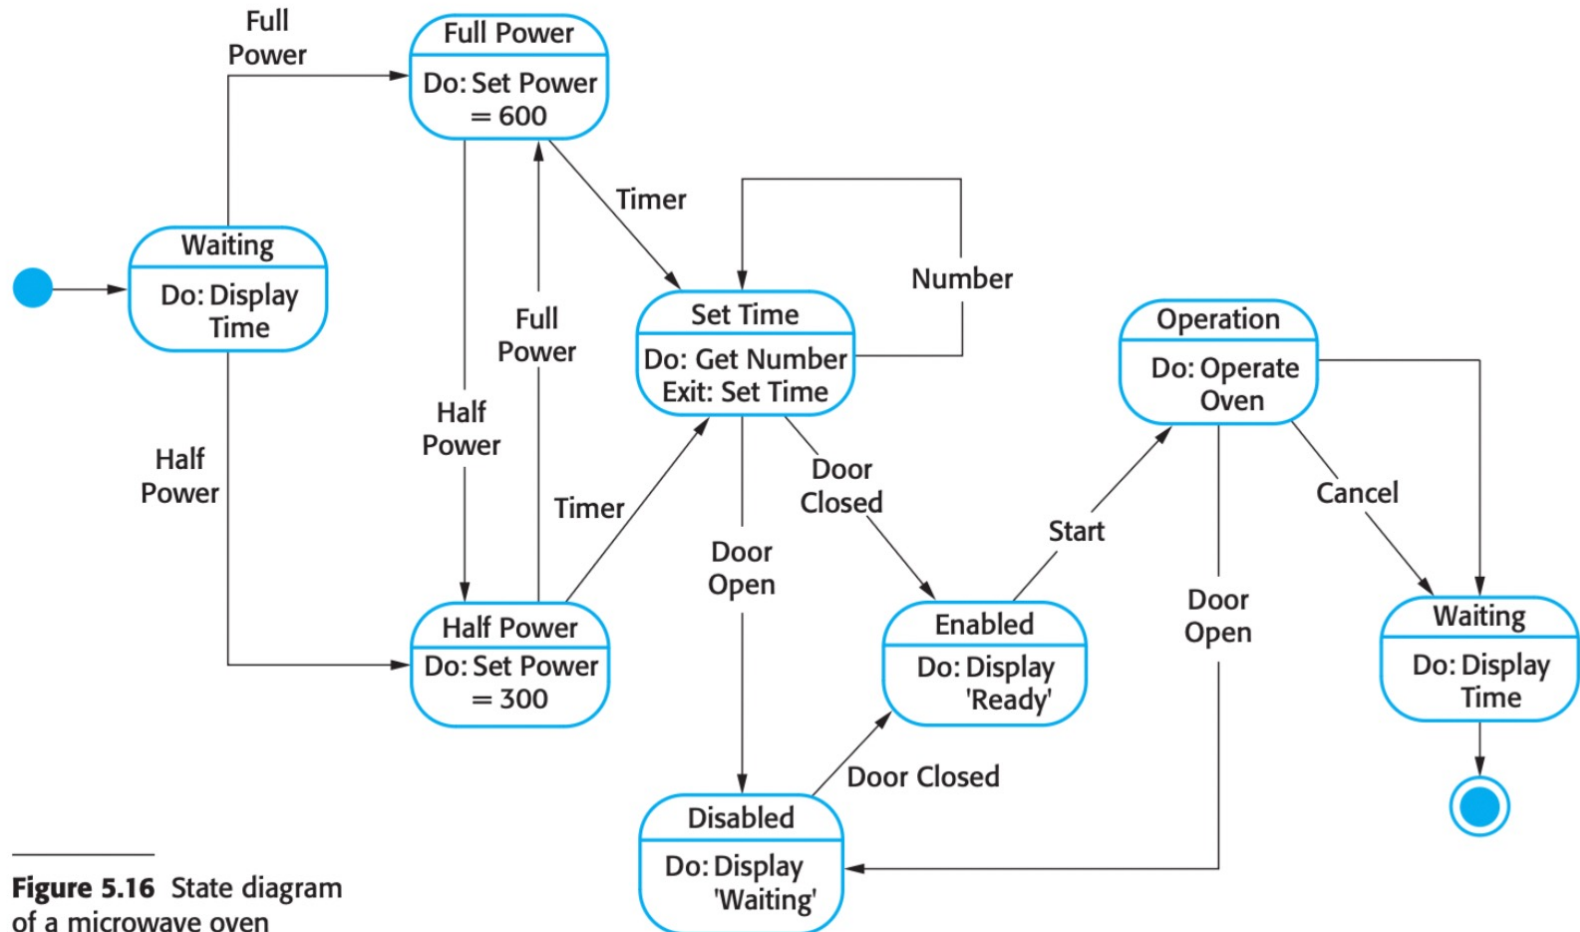 Full
Power
Full Power
Do: Set Power
= 600
Timer
Number
Waiting
Do: Display
Time
Full
Power
Set Time
Do: Get Number
Exit: Set Time
Operation
Do: Operate
Oven
Half
Power
Half
Power
Timer
Door
Closed
Door
Open
Start
Cancel
Door
Open
Half Power
Do: Set Power
= 300
Enabled
Do: Display
'Ready'
Waiting
Do: Display
Time
Door Closed
Disabled
Do: Display
'Waiting'
Figure 5.16 State diagram
of a microwave oven